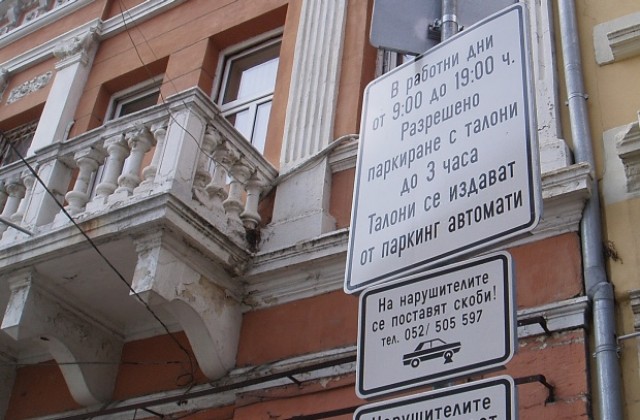 В работни дни
от 9:00 до 19:00 ч.
Разрешено
паркиране с талони
до 3 часа
Талони се издават
от паркинг автомати
На нарушителите
се поставят скоби!
тел. 052/ 505 597
Нарушителите